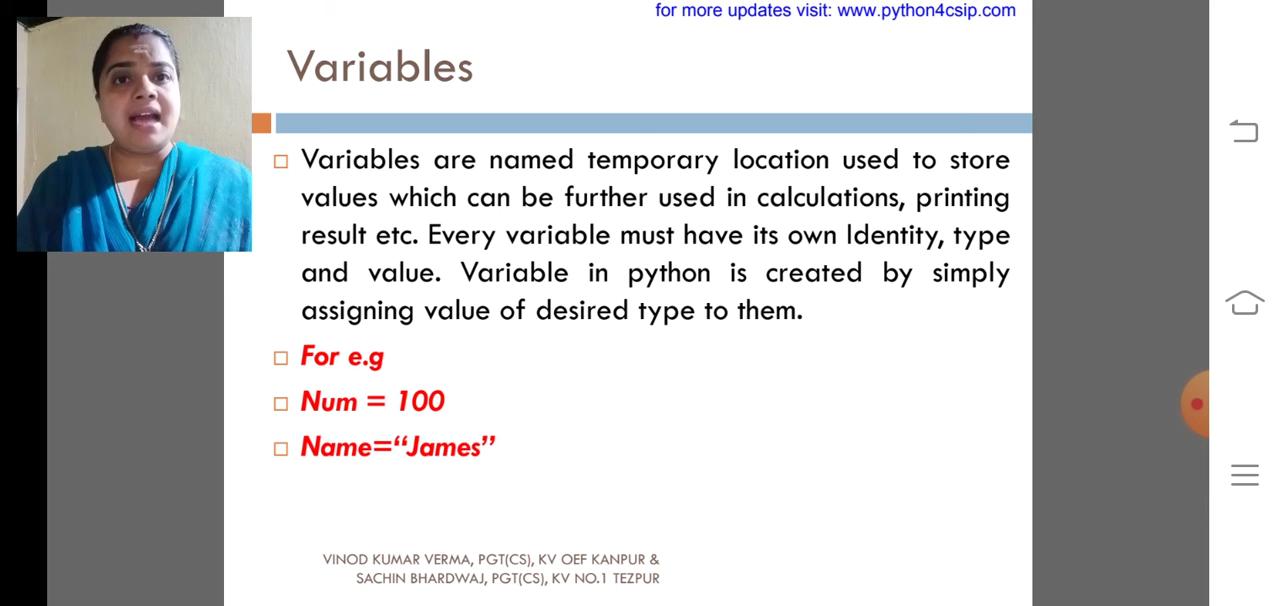 for more updates visit: www.python4csip.com
Variables
Variables are named temporary location used to store
values which can be further used in calculations, printing
result etc. Every variable must have its own Identity, type
and value. Variable in python is created by simply
assigning value of desired type to them.
For e.g
Num = 100
Name=“James”
VINOD KUMAR VERMA, PGT(CS), KV OEF KANPUR &
SACHIN BHARDWAJ, PGT(CS), KV NO.1 TEZPUR